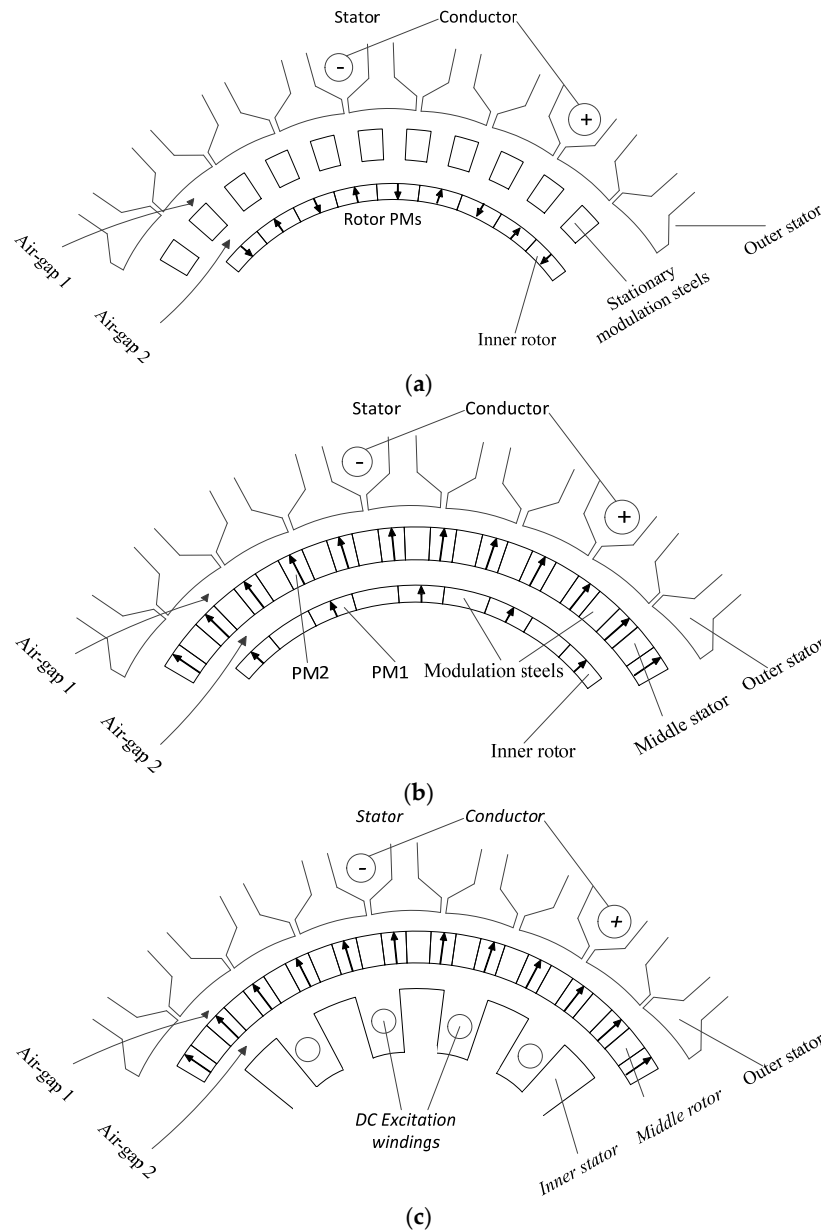 Stator
Conductor
-
+
Rotor PMs
Air-gap 1
Air-gap 2
Outer stator
Stationary
modulation steels
Inner rotor
(a)
Stator
Conductor
-
+
Air-gap 1
PM2
PM1
Modulation steels
Outer stator
Middle stator
Air-gap 2
Inner rotor
(b)
Stator
Conductor
-
+
Air-gap 1
Outer stator
Air-gap 2
DC Excitation
windings
Middle rotor
Inner stator
(c)